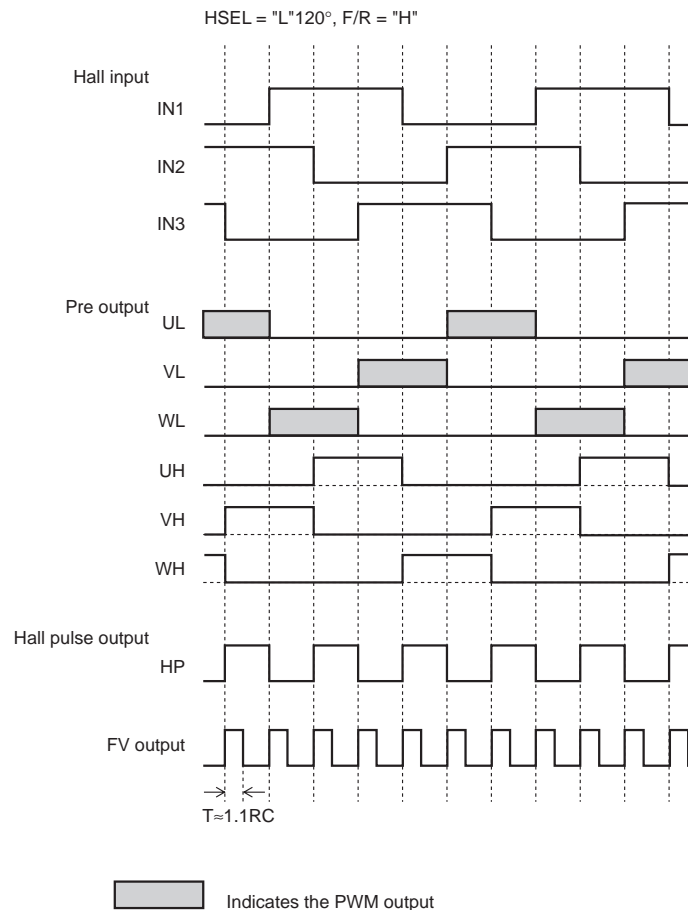 HSEL = "L"120°, F/R = "H"
Hall input
IN1
IN2
IN3
Pre output
UL
VL
WL
UH
VH
WH
Hall pulse output
HP
FV output
T≈1.1RC
Indicates the PWM output